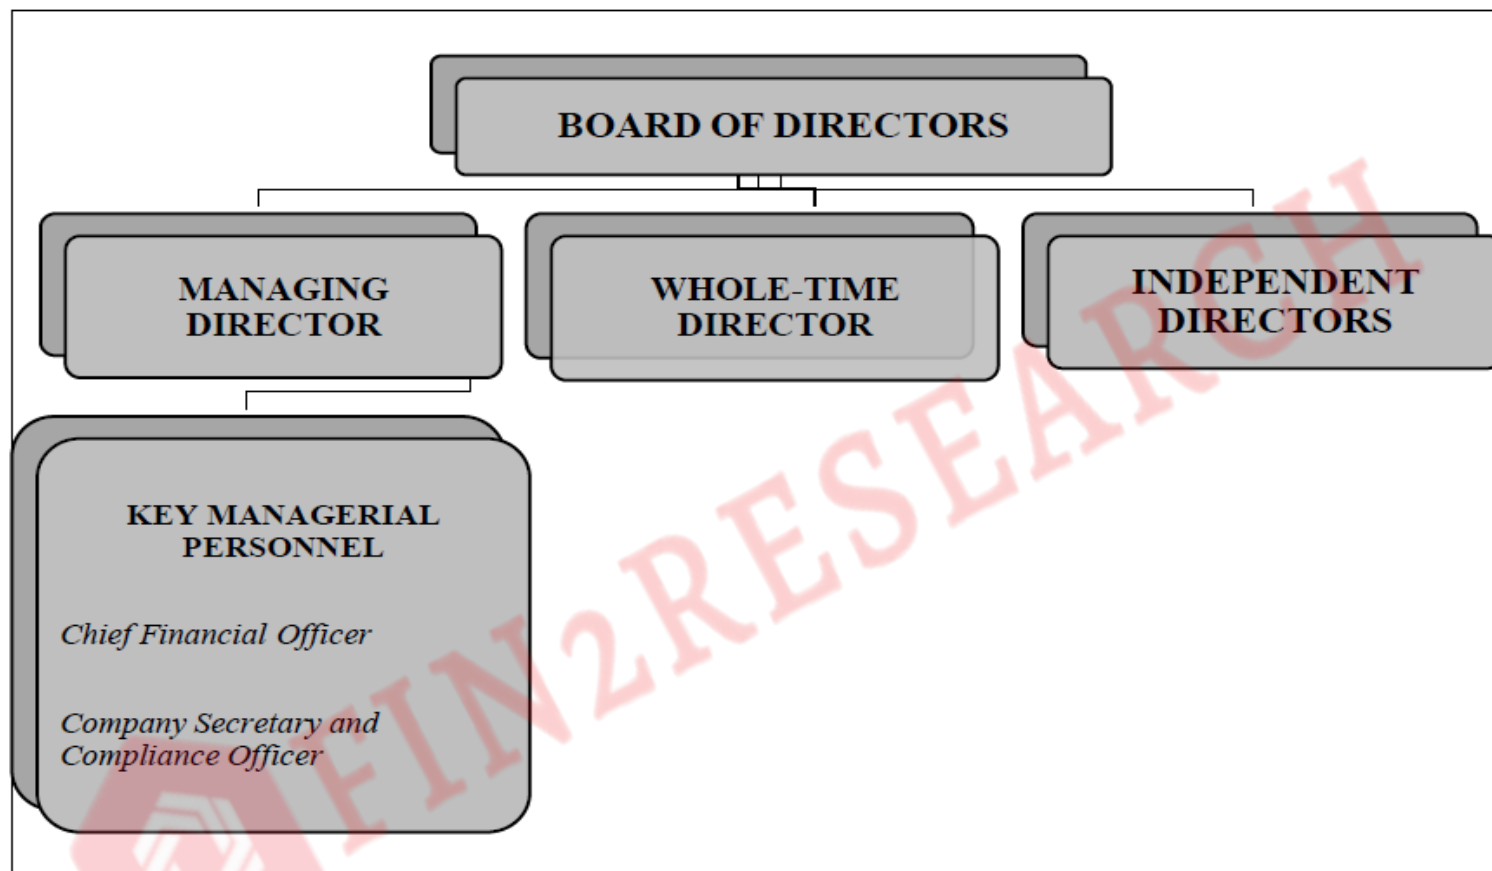 BOARD OF DIRECTORS
MANAGING
DIRECTOR
WHOLE-TIME
DIRECTOR
INDEPENDENT
DIRECTORS
KEY MANAGERIAL
PERSONNEL
Chief Financial Officer
Company Secretary and
Compliance Officer
FIN2RESEARCH